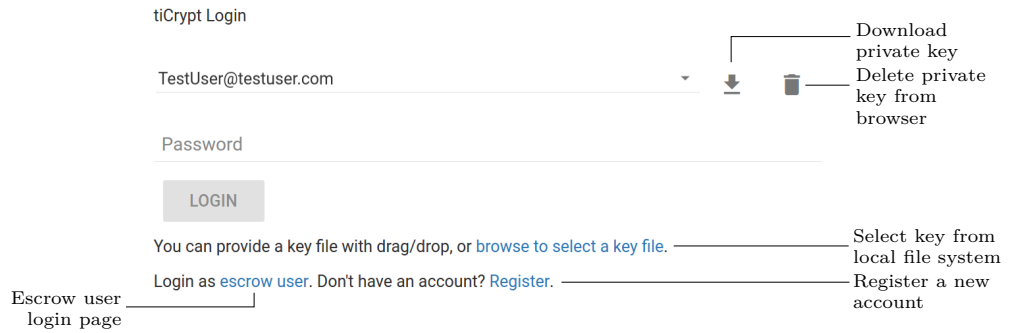 tiCrypt Login
Download
private key
TestUser@testuser.com
Delete private
key from
browser
Password
LOGIN
You can provide a key file with drag/drop, or browse to select a key file.
Select key from
local file system
Login as escrow user. Don't have an account? Register.
Register a new
account
Escrow user
login page